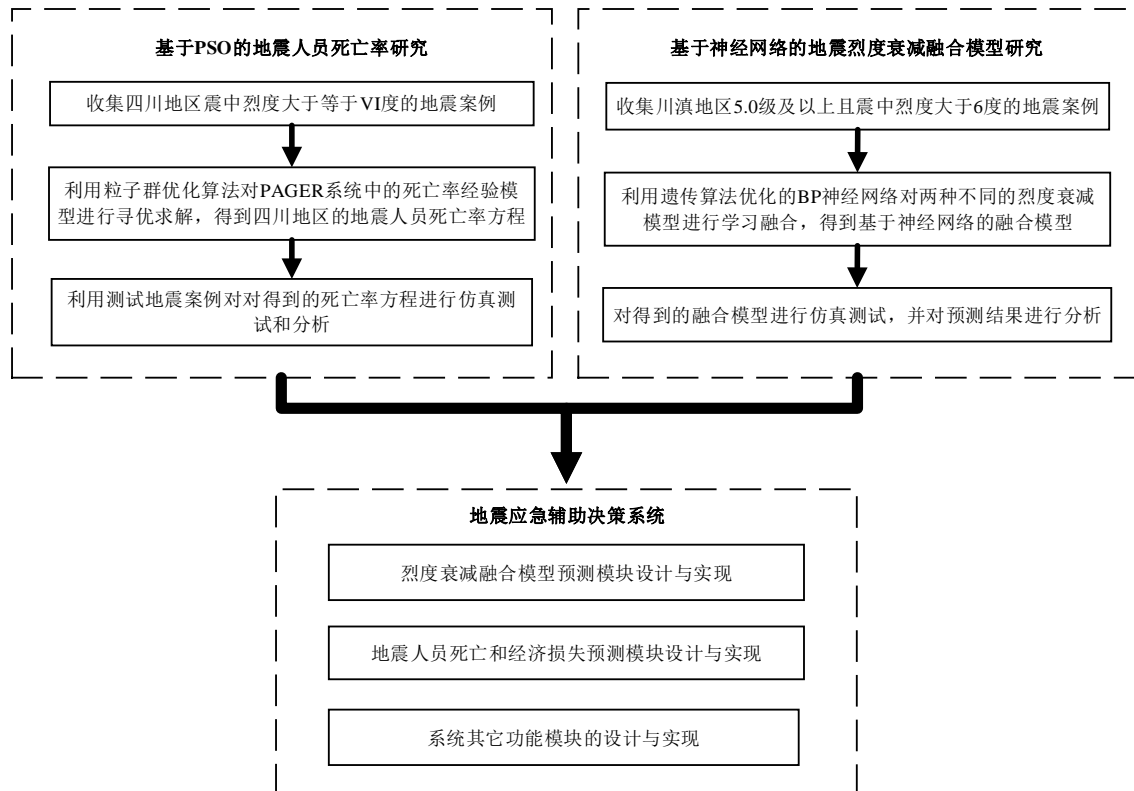 基于PSO的地震人员死亡率研究
收集四川地区震中烈度大于等于VI度的地震案例
利用粒子群优化算法对PAGER系统中的死亡率经验模
型进行寻优求解，得到四川地区的地震人员死亡率方程
利用测试地震案例对对得到的死亡率方程进行仿真测
试和分析
基于神经网络的地震烈度衰减融合模型研究
收集川滇地区5.0级及以上且震中烈度大于6度的地震案例
利用遗传算法优化的BP神经网络对两种不同的烈度衰减
模型进行学习融合，得到基于神经网络的融合模型
对得到的融合模型进行仿真测试，并对预测结果进行分析
地震应急辅助决策系统
烈度衰减融合模型预测模块设计与实现
地震人员死亡和经济损失预测模块设计与实现
系统其它功能模块的设计与实现